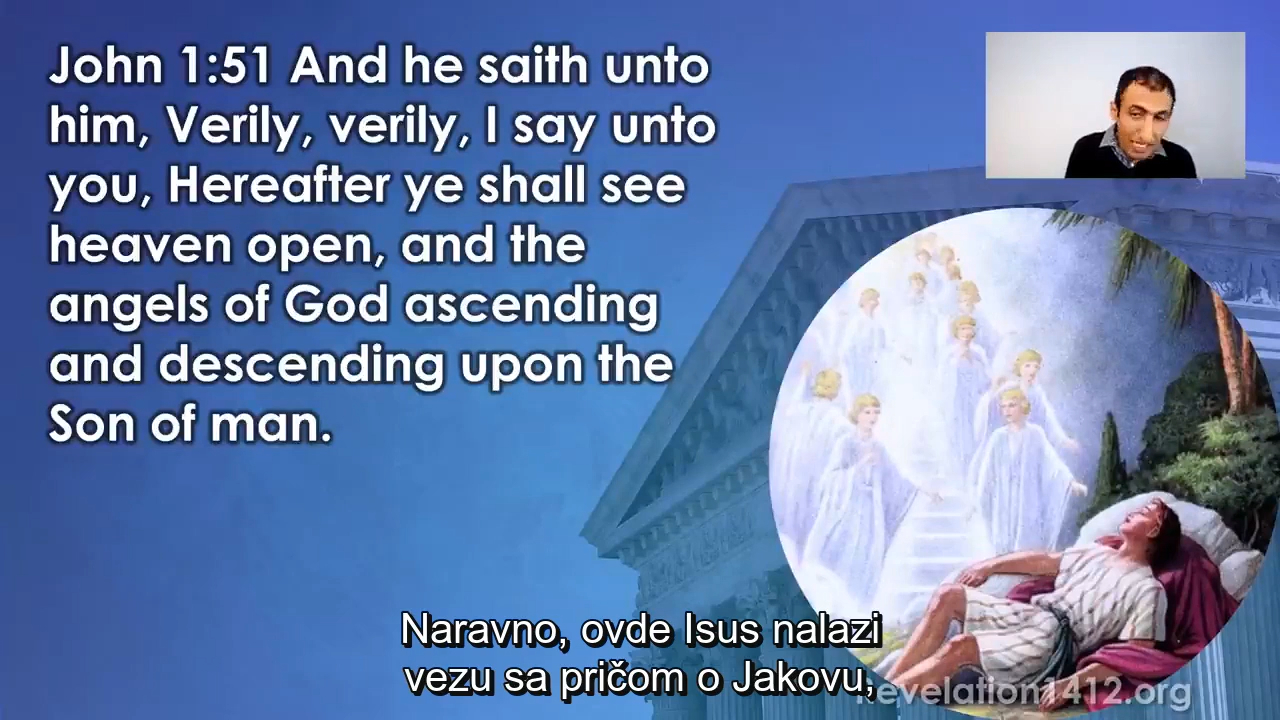 John 1:51 And he saith unto
him, Verily, verily, I say unto
you, Hereafter ye shall see
heaven open, and the
angels of God ascending
and descending upon the
Son of man.
Naravno, ovde Isus nalazi
vezu sa pričom o Jakovu,
Revelation1412.org